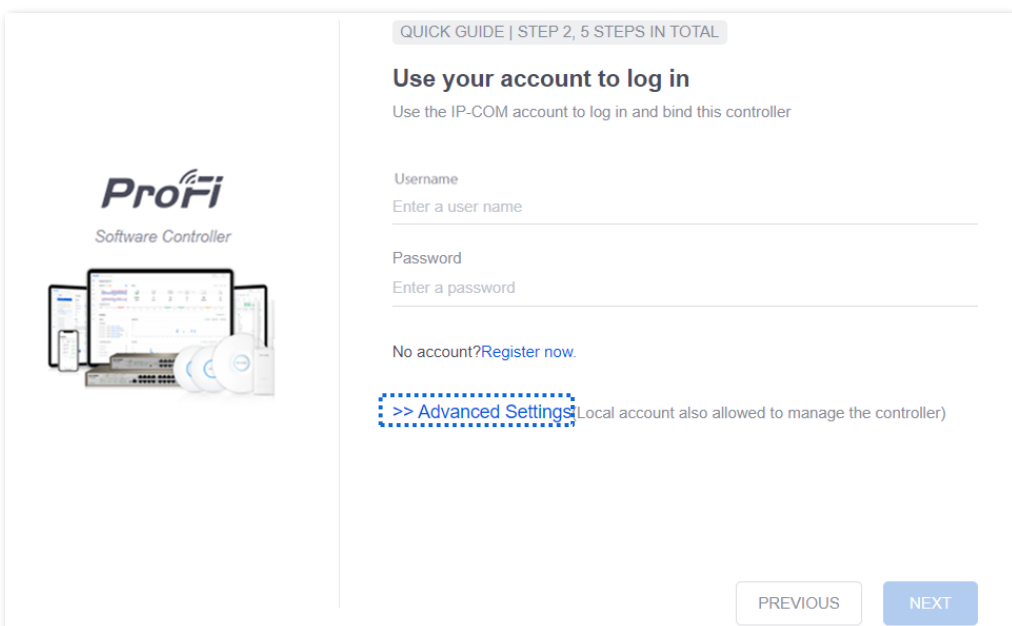 QUICK GUIDE | STEP 2, 5 STEPS IN TOTAL
Use your account to log in
Use the IP-COM account to log in and bind this controller
ProFi
Software Controller
Username
Enter a user name
Password
Enter a password
No account?Register now.
>> Advanced Settings(Local account also allowed to manage the controller)
PREVIOUS
NEXT